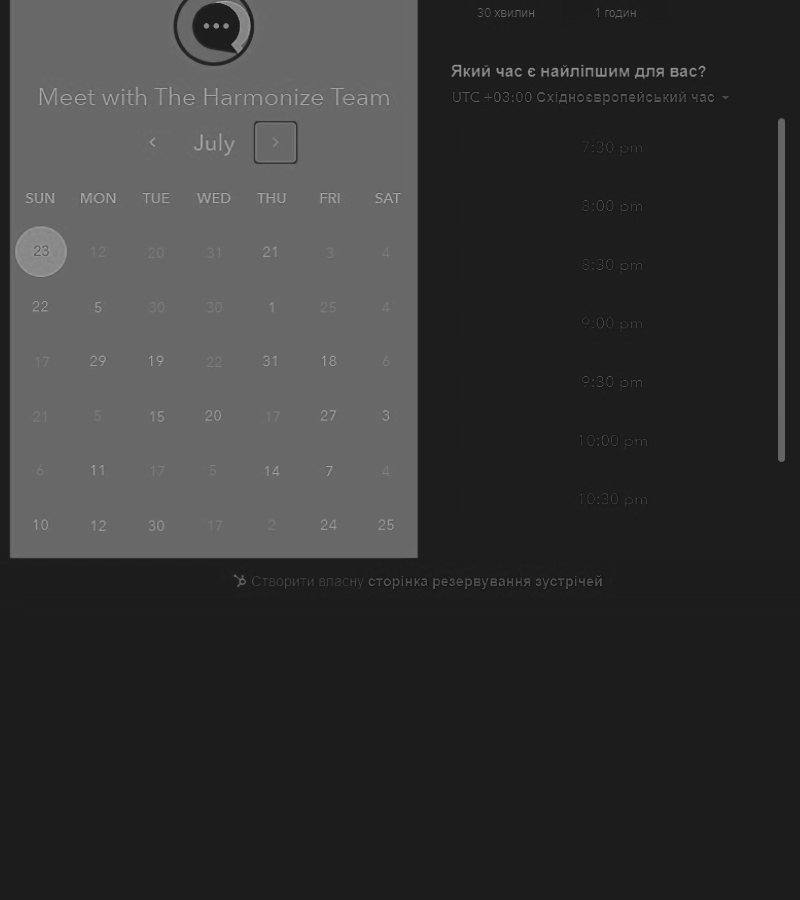 30 хвилин 1 годин
Який час є найліпшим для вас?
UTC +03:00 Східноєвропейський час
Meet with The Harmonize Team
July
SUN MON TUE WED THU FRI SAT
23 12 20 31 21 3 4
22 5 30 30 1 25 4
17 29 19 22 31 18 6
21 5 15 20 17 27 3
6 11 17 5 14 7 4
10 12 30 17 2 24 25
7:30 pm
8:00 pm
8:30 pm
9:00 pm
9:30 pm
10:00 pm
10:30 pm
Створити власну сторінка резервування зустрічей